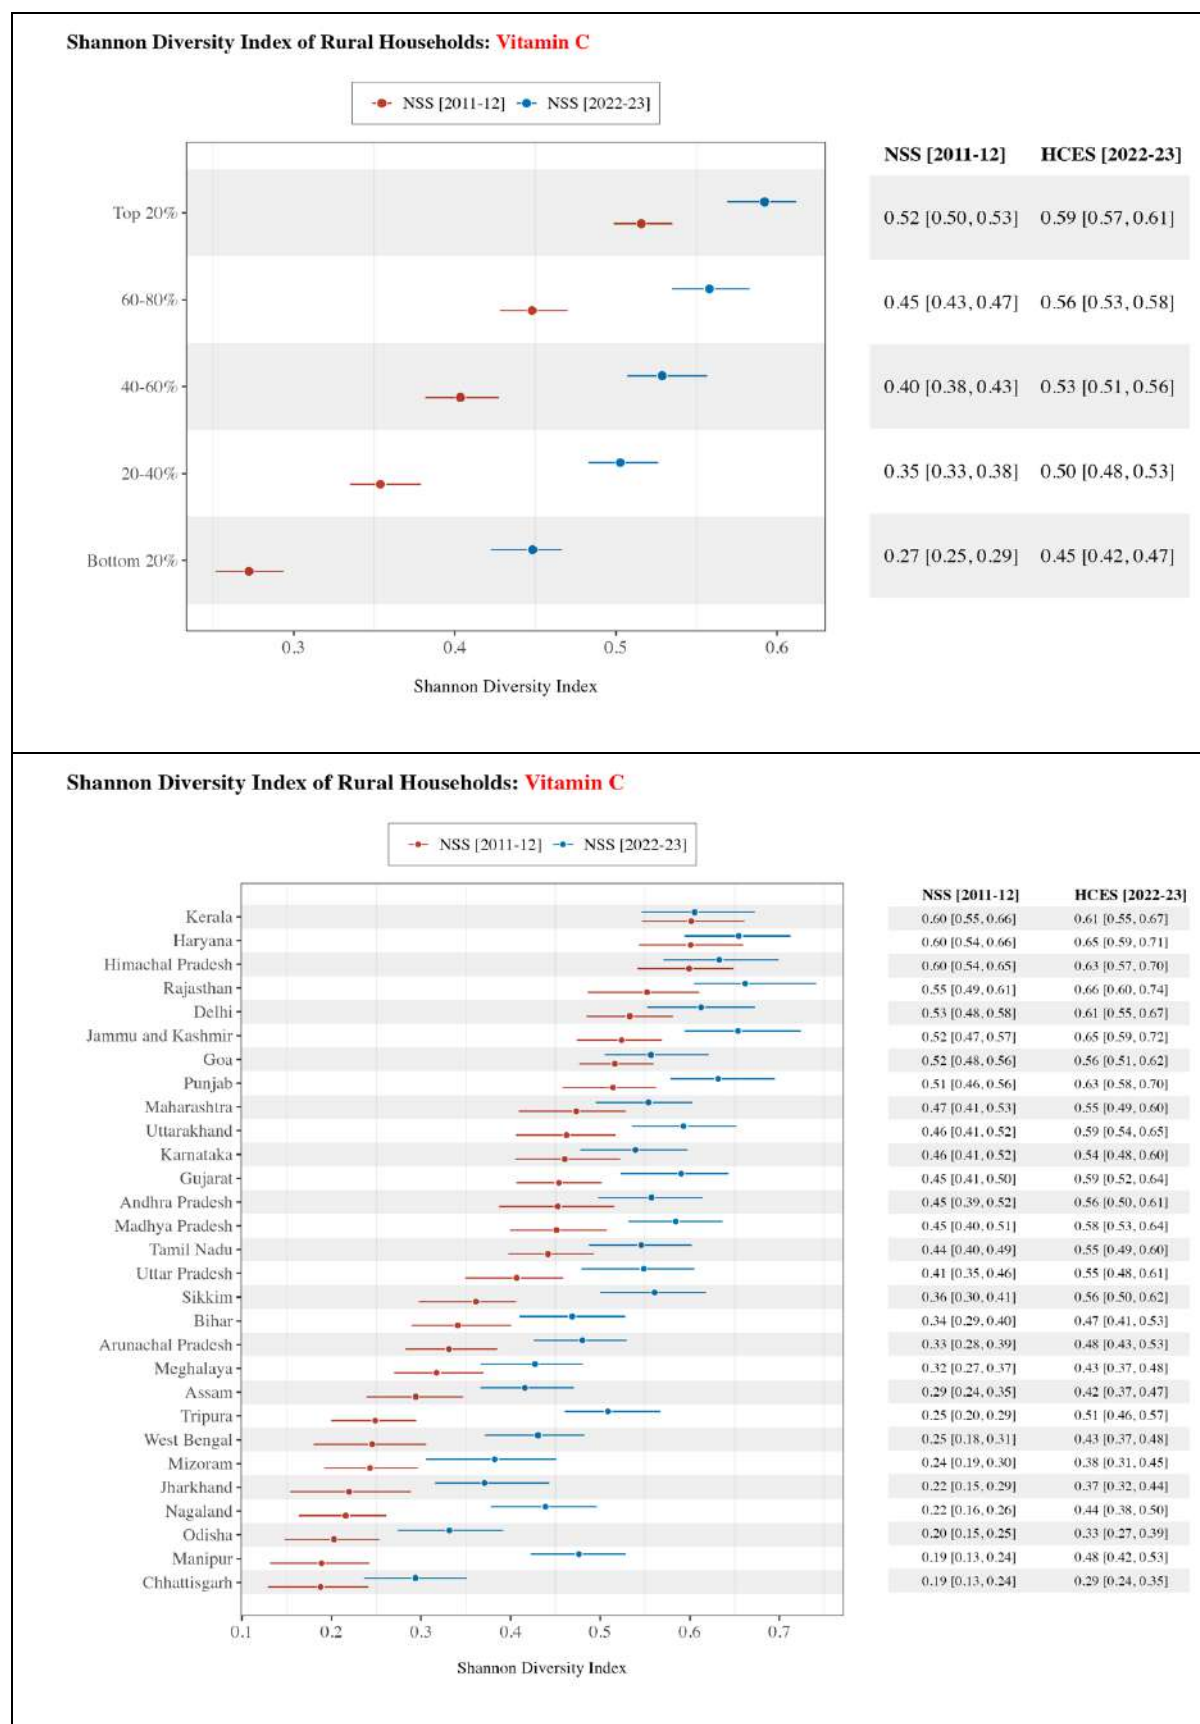 Shannon Diversity Index of Rural Households: Vitamin C
NSS [2011-12] NSS [2022-23]
NSS [2011-12] HCES [2022-23]
Top 20% 0.52 [0.50, 0.53] 0.59 [0.57, 0.61]
60-80% 0.45 [0.43, 0.47] 0.56 [0.53, 0.58]
40-60% 0.40 [0.38, 0.43] 0.53 [0.51, 0.56]
20-40% 0.35 [0.33, 0.38] 0.50 [0.48, 0.53]
Bottom 20% 0.27 [0.25, 0.29] 0.45 [0.42, 0.47]
0.3 0.4 0.5 0.6
Shannon Diversity Index
Shannon Diversity Index of Rural Households: Vitamin C
NSS [2011-12] NSS [2022-23]
NSS [2011-12] HCES [2022-23]
Kerala 0.60 [0.55, 0.66] 0.61 [0.55, 0.67]
Haryana 0.60 [0.54, 0.66] 0.65 [0.59, 0.71]
Himachal Pradesh 0.60 [0.54, 0.65] 0.63 [0.57, 0.70]
Rajasthan 0.55 [0.49, 0.61] 0.66 [0.60, 0.74]
Delhi 0.53 [0.48, 0.58] 0.61 [0.55, 0.67]
Jammu and Kashmir 0.52 [0.47, 0.57] 0.65 [0.59, 0.72]
Goa 0.52 [0.48, 0.56] 0.56 [0.51, 0.62]
Punjab 0.51 [0.46, 0.56] 0.63 [0.58, 0.70]
Maharashtra 0.47 [0.41, 0.53] 0.55 [0.49, 0.60]
Uttarakhand 0.46 [0.41, 0.52] 0.59 [0.54, 0.65]
Karnataka 0.46 [0.41, 0.52] 0.54 [0.48, 0.60]
Gujarat 0.45 [0.41, 0.50] 0.59 [0.52, 0.64]
Andhra Pradesh 0.45 [0.39, 0.52] 0.56 [0.50, 0.61]
Madhya Pradesh 0.45 [0.40, 0.51] 0.58 [0.53, 0.64]
Tamil Nadu 0.44 [0.40, 0.49] 0.55 [0.49, 0.60]
Uttar Pradesh 0.41 [0.35, 0.46] 0.55 [0.48, 0.61]
Sikkim 0.36 [0.30, 0.41] 0.56 [0.50, 0.62]
Bihar 0.34 [0.29, 0.40] 0.47 [0.41, 0.53]
Arunachal Pradesh 0.33 [0.28, 0.39] 0.48 [0.43, 0.53]
Meghalaya 0.32 [0.27, 0.37] 0.43 [0.37, 0.48]
Assam 0.29 [0.24, 0.35] 0.42 [0.37, 0.47]
Tripura 0.25 [0.20, 0.29] 0.51 [0.46, 0.57]
West Bengal 0.25 [0.18, 0.31] 0.43 [0.37, 0.48]
Mizoram 0.24 [0.19, 0.30] 0.38 [0.31, 0.45]
Jharkhand 0.22 [0.15, 0.29] 0.37 [0.32, 0.44]
Nagaland 0.22 [0.16, 0.26] 0.44 [0.38, 0.50]
Odisha 0.20 [0.15, 0.25] 0.33 [0.27, 0.39]
Manipur 0.19 [0.13, 0.24] 0.48 [0.42, 0.53]
Chhattisgarh 0.19 [0.13, 0.24] 0.29 [0.24, 0.35]
0.1 0.2 0.3 0.4 0.5 0.6 0.7
Shannon Diversity Index